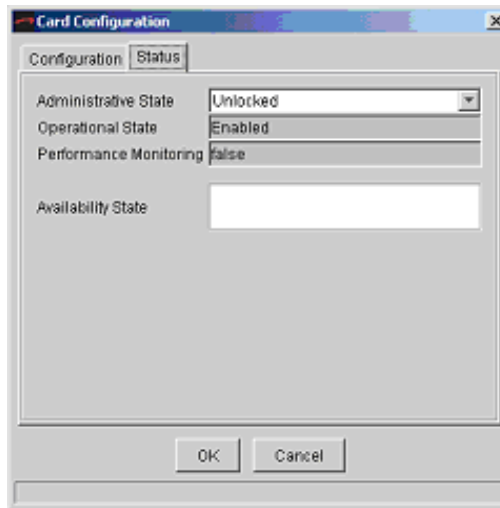 Card Configuration
Configuration Status
Administrative State Unlocked
Operational State Enabled
Performance Monitoring false
Availability State
OK Cancel